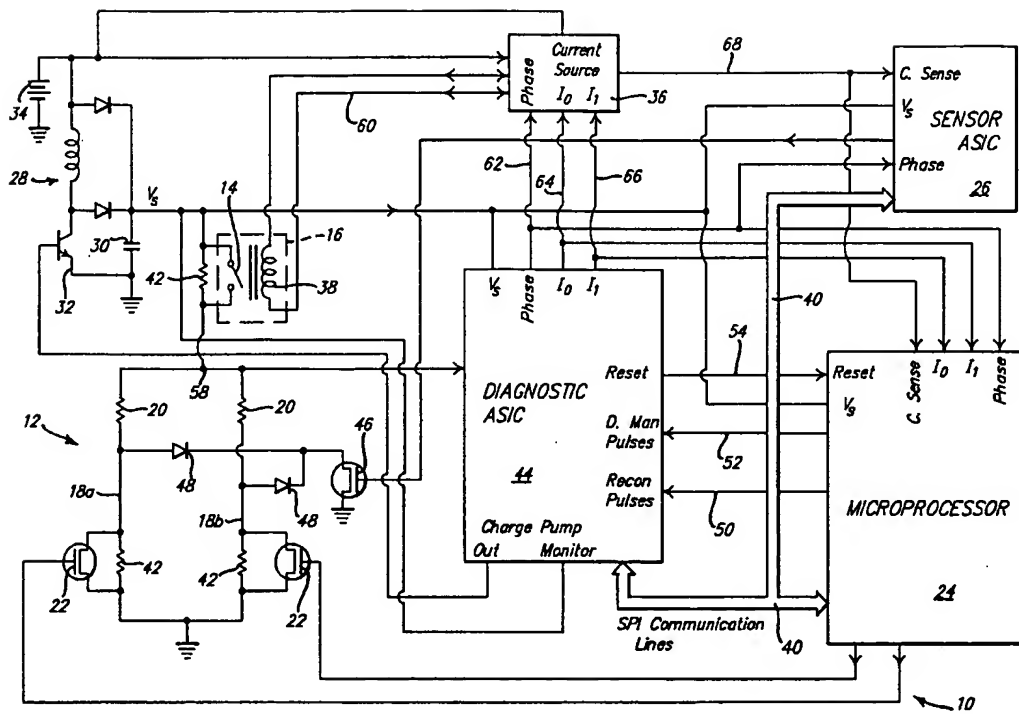 34
28
32
30
Vs
42
14
16
38
58
60
Current
Source
Phase I0 I1
36
62
64
66
68
C. Sense
Vs
SENSOR
ASIC
Phase
26
40
Vs
Phase
I0
I1
DIAGNOSTIC
ASIC
44
Reset
D. Man
Pulses
Recon
Pulses
Charge Pump
Out Monitor
54
52
50
C. Sense
I0
I1
Phase
Reset
Vs
MICROPROCESSOR
24
SPI Communication
Lines
40
12
20
20
48
46
48
18a
18b
22
42
42
22
10